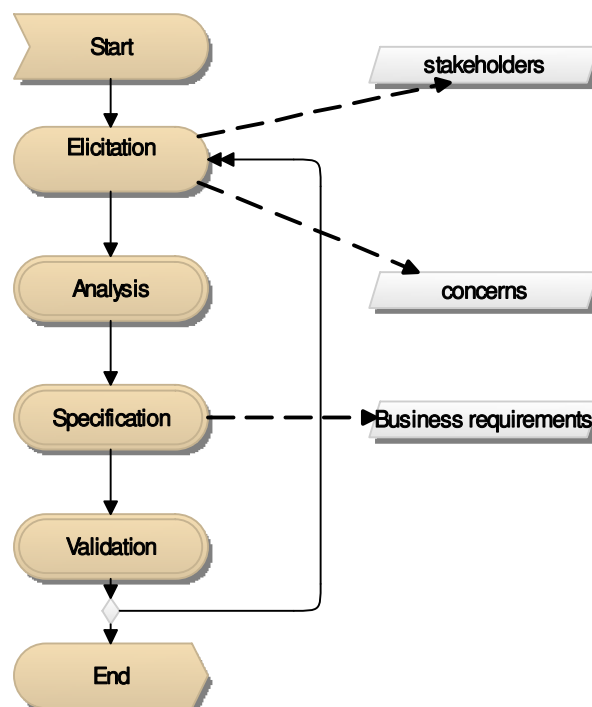 Start
stakeholders
Elicitation
Analysis
concerns
Specification
Business requirements
Validation
End